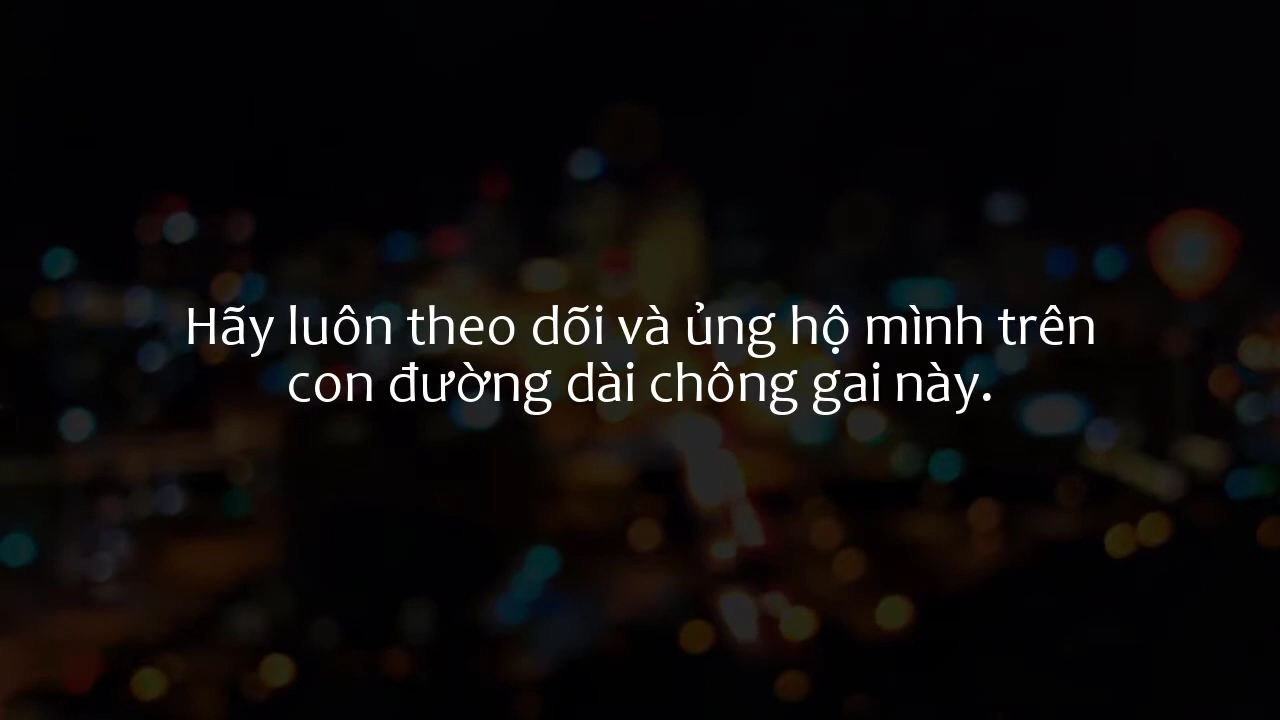 Hãy luôn theo dõi và ủng hộ mình trên
con đường dài chông gai này.